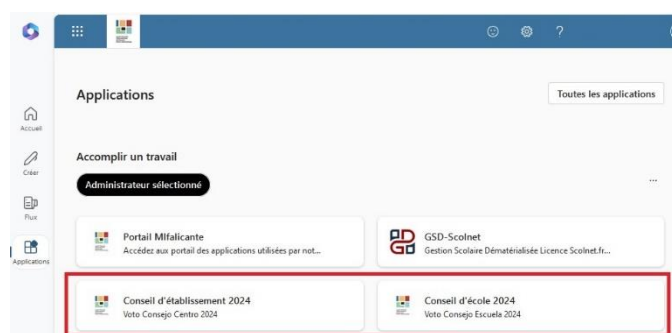 ?
Applications
Toutes les applications
Accueil
Créer
Flux
Applications
Accomplir un travail
Administrateur sélectionné
...
Portail MIfalicante
Accédez aux portail des applications utilisées par not...
GSD-Scolnet
Gestion Scolaire Dématérialisée Licence Scolnet.fr...
Conseil d'établissement 2024
Voto Consejo Centro 2024
Conseil d'école 2024
Voto Consejo Escuela 2024